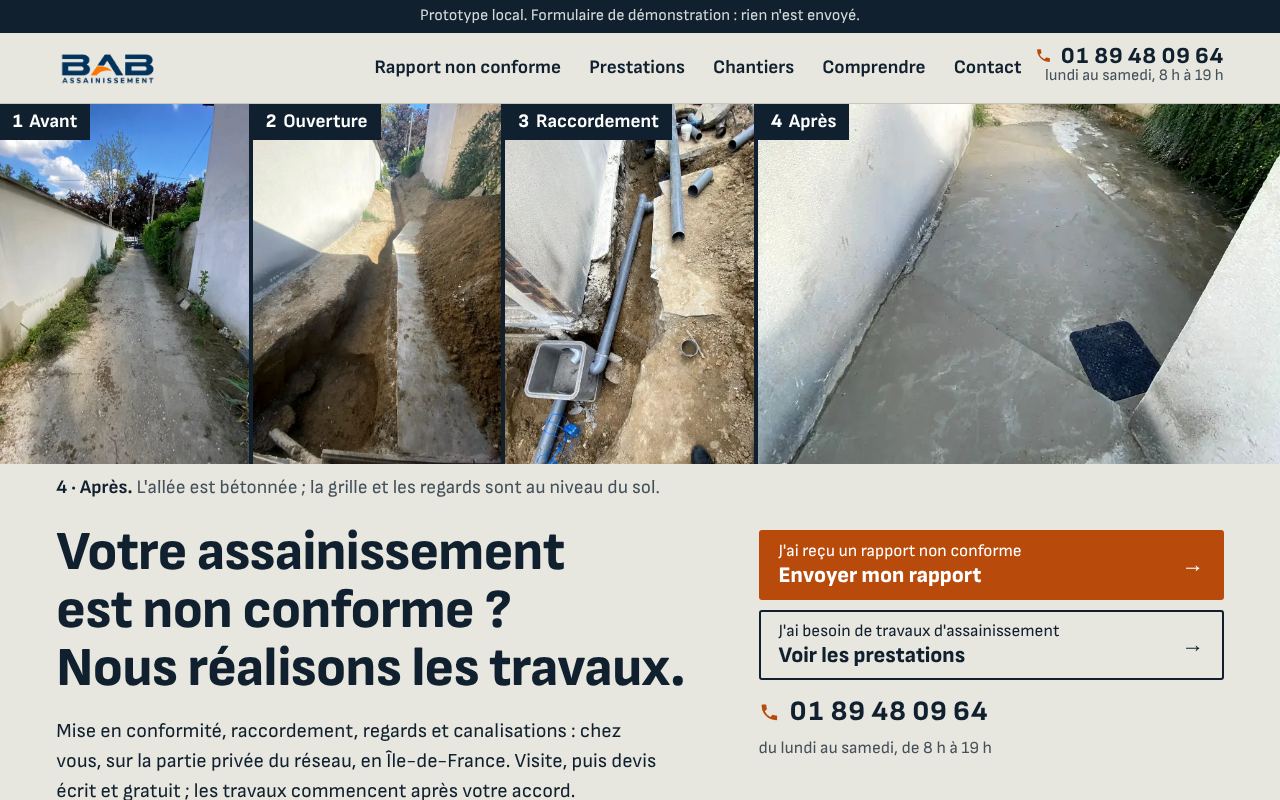 Prototype local. Formulaire de démonstration : rien n'est envoyé.
BAB
ASSAINISSEMENT
Rapport non conforme
Prestations
Chantiers
Comprendre
Contact
01 89 48 09 64
lundi au samedi, 8 h à 19 h
1 Avant
2 Ouverture
3 Raccordement
4 Après
4 · Après. L'allée est bétonnée ; la grille et les regards sont au niveau du sol.
Votre assainissement
est non conforme ?
Nous réalisons les travaux.
Mise en conformité, raccordement, regards et canalisations : chez
vous, sur la partie privée du réseau, en Île-de-France. Visite, puis devis
écrit et gratuit ; les travaux commencent après votre accord.
J'ai reçu un rapport non conforme
Envoyer mon rapport →
J'ai besoin de travaux d'assainissement
Voir les prestations →
01 89 48 09 64
du lundi au samedi, de 8 h à 19 h